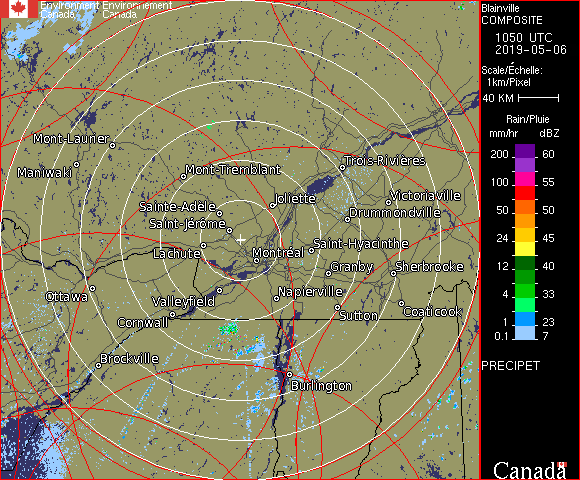 Environment Environnement
Canada Canada
Blainville
COMPOSITE
1050 UTC
2019-05-06
Scale/Échelle:
1km/Pixel
40 KM
Rain/Pluie
mm/hr dBZ
200 60
100 55
50 50
24 45
12 40
4 33
1 23
0.1 7
PRECIPET
Canada
Mont-Laurier
Maniwaki
Mont-Tremblant
Trois-Rivières
Sainte-Adèle
Joliette
Victoriaville
Drummondville
Saint-Jérôme
Lachute
Montréal
Saint-Hyacinthe
Granby
Sherbrooke
Ottawa
Valleyfield
Napierville
Cornwall
Sutton
Coaticook
Brockville
Burlington